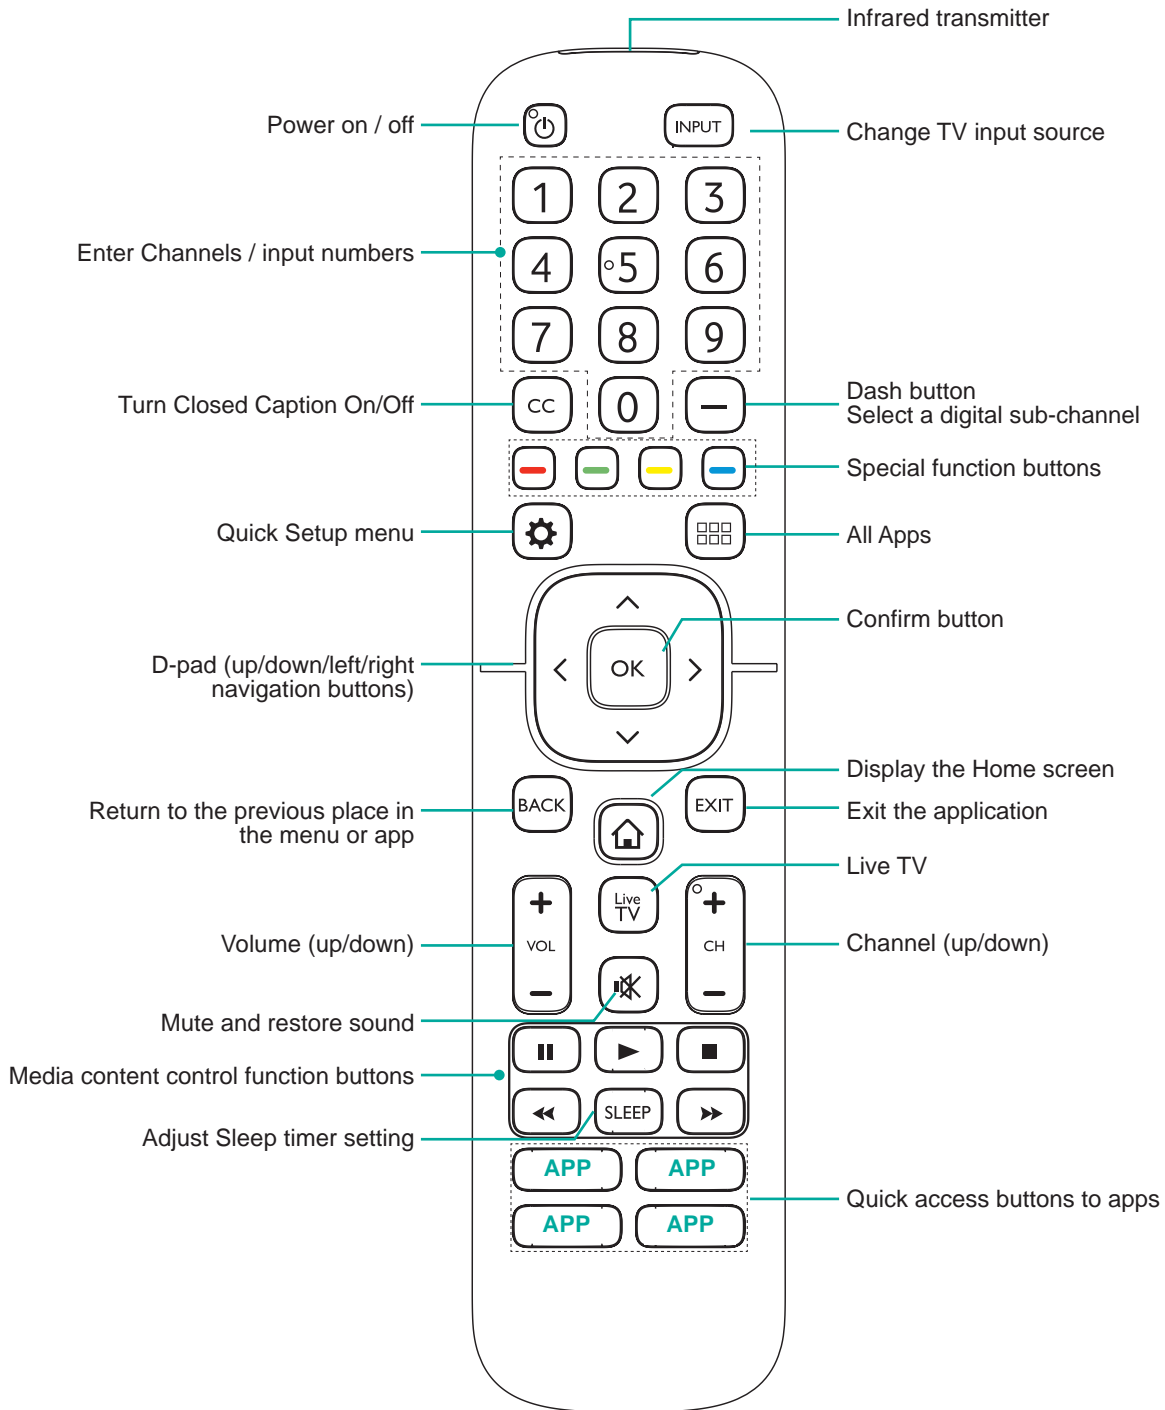 Infrared transmitter
Power on / off
INPUT
Change TV input source
1 2 3
Enter Channels / input numbers
4 5 6
7 8 9
Turn Closed Caption On/Off
CC
0
–
Dash button
Select a digital sub-channel
Special function buttons
Quick Setup menu
All Apps
Confirm button
D-pad (up/down/left/right
navigation buttons)
OK
Display the Home screen
Return to the previous place in
the menu or app
BACK
EXIT
Exit the application
Live
TV
Live TV
Volume (up/down)
+
VOL
–
+
CH
–
Channel (up/down)
Mute and restore sound
Media content control function buttons
Adjust Sleep timer setting
SLEEP
APP APP
APP APP
Quick access buttons to apps